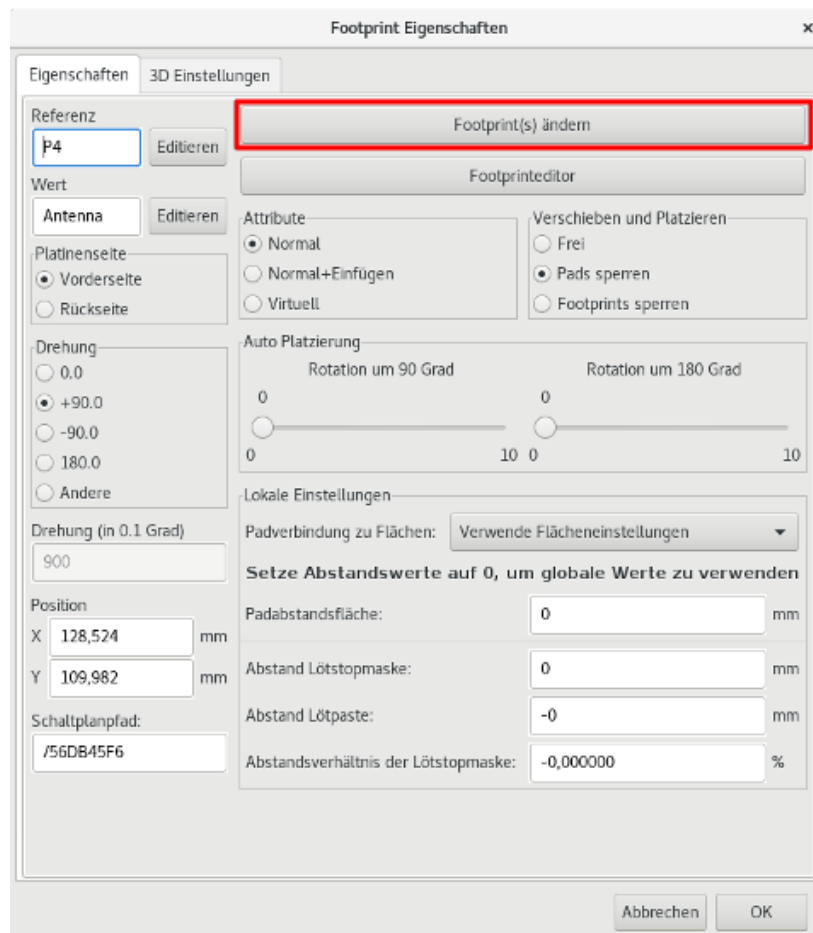 Footprint Eigenschaften ×
Eigenschaften 3D Einstellungen
Referenz
P4 Editieren
Wert
Antenna Editieren
Platinenseite
Vorderseite
Rückseite
Drehung
0.0
+90.0
-90.0
180.0
Andere
Drehung (in 0.1 Grad)
900
Position
X 128,524 mm
Y 109,982 mm
Schaltplanpfad:
/56DB45F6
Footprint(s) ändern
Footprinteditor
Attribute
Normal
Normal+Einfügen
Virtuell
Verschieben und Platzieren
Frei
Pads sperren
Footprints sperren
Auto Platzierung
Rotation um 90 Grad
0
0 10
Rotation um 180 Grad
0
0 10
Lokale Einstellungen
Padverbindung zu Flächen: Verwende Flächeneinstellungen
Setze Abstandswerte auf 0, um globale Werte zu verwenden
Padabstandsfläche: 0 mm
Abstand Lötstopmaske: 0 mm
Abstand Lötpaste: -0 mm
Abstandsverhältnis der Lötstopmaske: -0,000000 %
Abbrechen OK